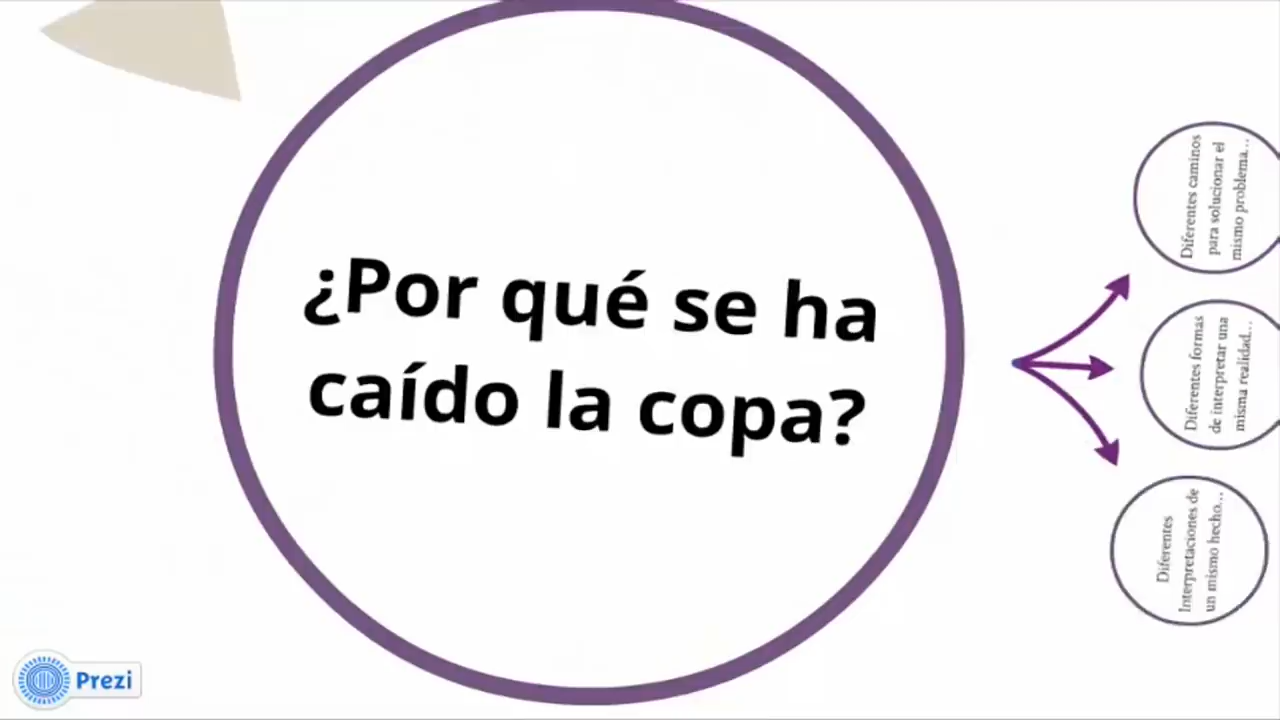 ¿Por qué se ha
caído la copa?
Diferentes caminos
para solucionar el
mismo problema...
Diferentes formas
de interpretar una
misma realidad...
Diferentes
Interpretaciones de
un mismo hecho...
Prezi